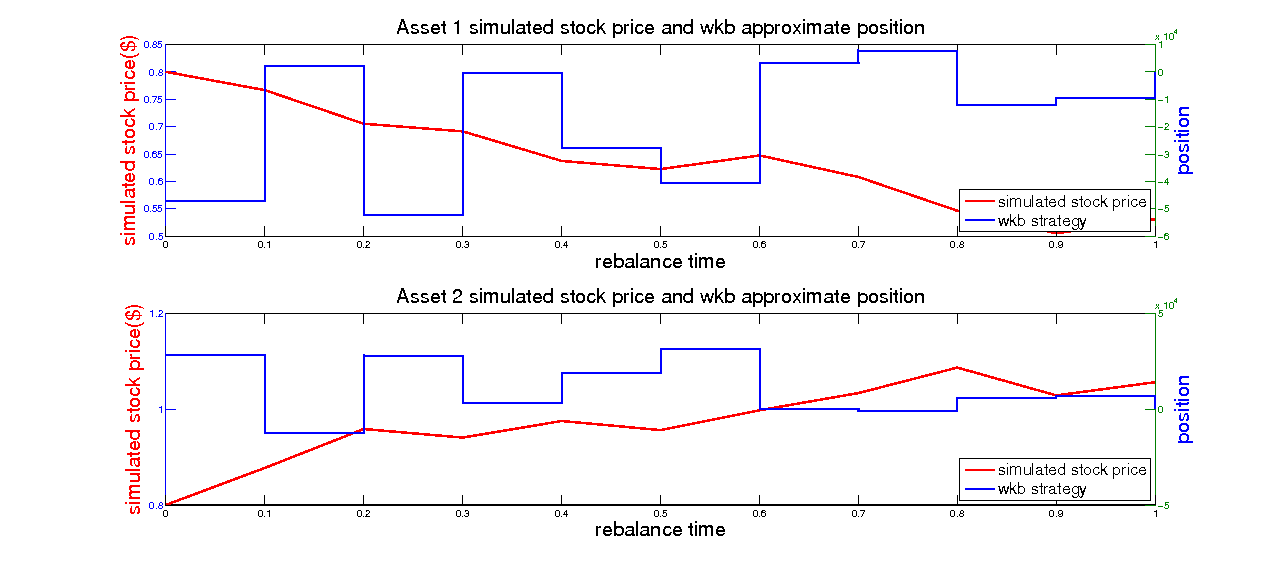 Asset 1 simulated stock price and wkb approximate position
x 10^4
simulated stock price($)
0.85
0.8
0.75
0.7
0.65
0.6
0.55
0.5
1
0
-1
-2
-3
-4
-5
-6
position
simulated stock price
wkb strategy
0 0.1 0.2 0.3 0.4 0.5 0.6 0.7 0.8 0.9 1
rebalance time
Asset 2 simulated stock price and wkb approximate position
x 10^4
simulated stock price($)
1.2
1
0.8
5
0
-5
position
simulated stock price
wkb strategy
0 0.1 0.2 0.3 0.4 0.5 0.6 0.7 0.8 0.9 1
rebalance time